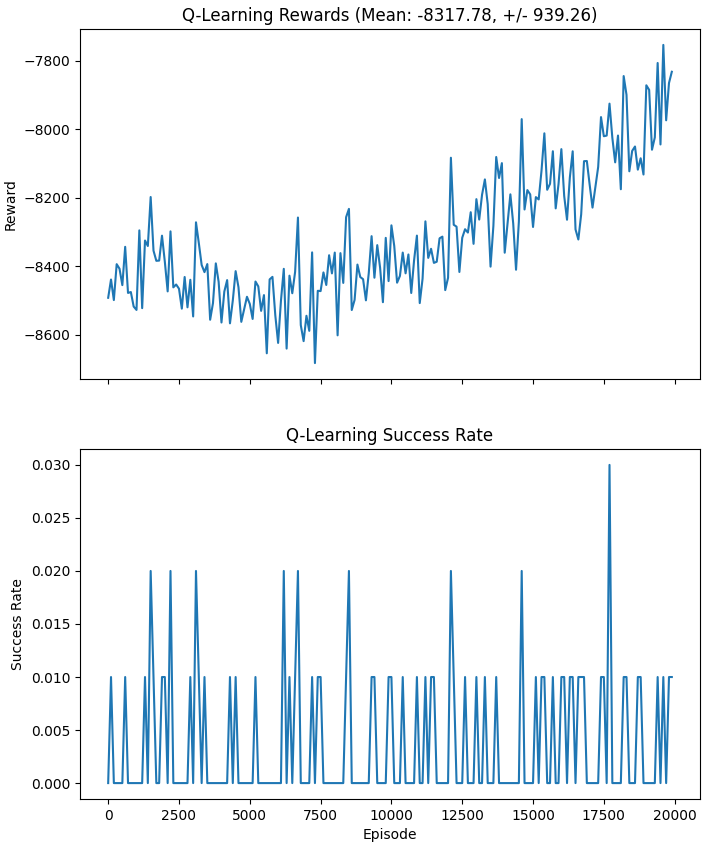 Q-Learning Rewards (Mean: -8317.78, +/- 939.26)
−7800
−8000
−8200
−8400
−8600
Reward
Q-Learning Success Rate
0.030
0.025
0.020
0.015
0.010
0.005
0.000
Success Rate
0 2500 5000 7500 10000 12500 15000 17500 20000
Episode